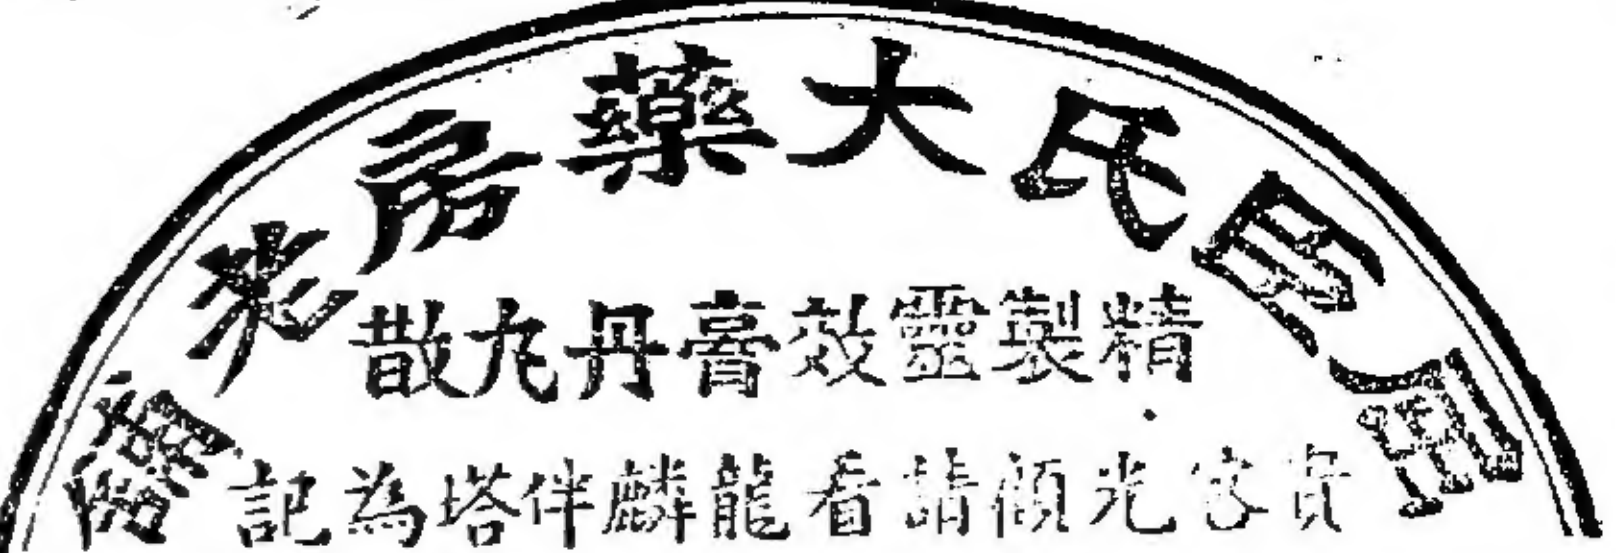 氏大藥房
精製靈效膏丹丸散
貴客光顧請看龍麟伴塔為記